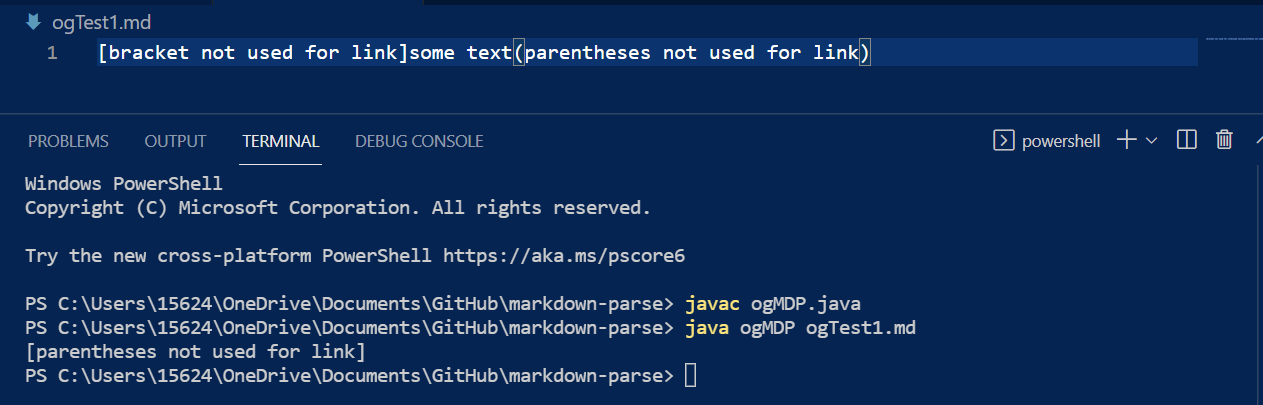 ogTest1.md
1 [bracket not used for link]some text(parentheses not used for link)
PROBLEMS OUTPUT TERMINAL DEBUG CONSOLE powershell
Windows PowerShell
Copyright (C) Microsoft Corporation. All rights reserved.
Try the new cross-platform PowerShell https://aka.ms/pscore6
PS C:\Users\15624\OneDrive\Documents\GitHub\markdown-parse> javac ogMDP.java
PS C:\Users\15624\OneDrive\Documents\GitHub\markdown-parse> java ogMDP ogTest1.md
[parentheses not used for link]
PS C:\Users\15624\OneDrive\Documents\GitHub\markdown-parse>